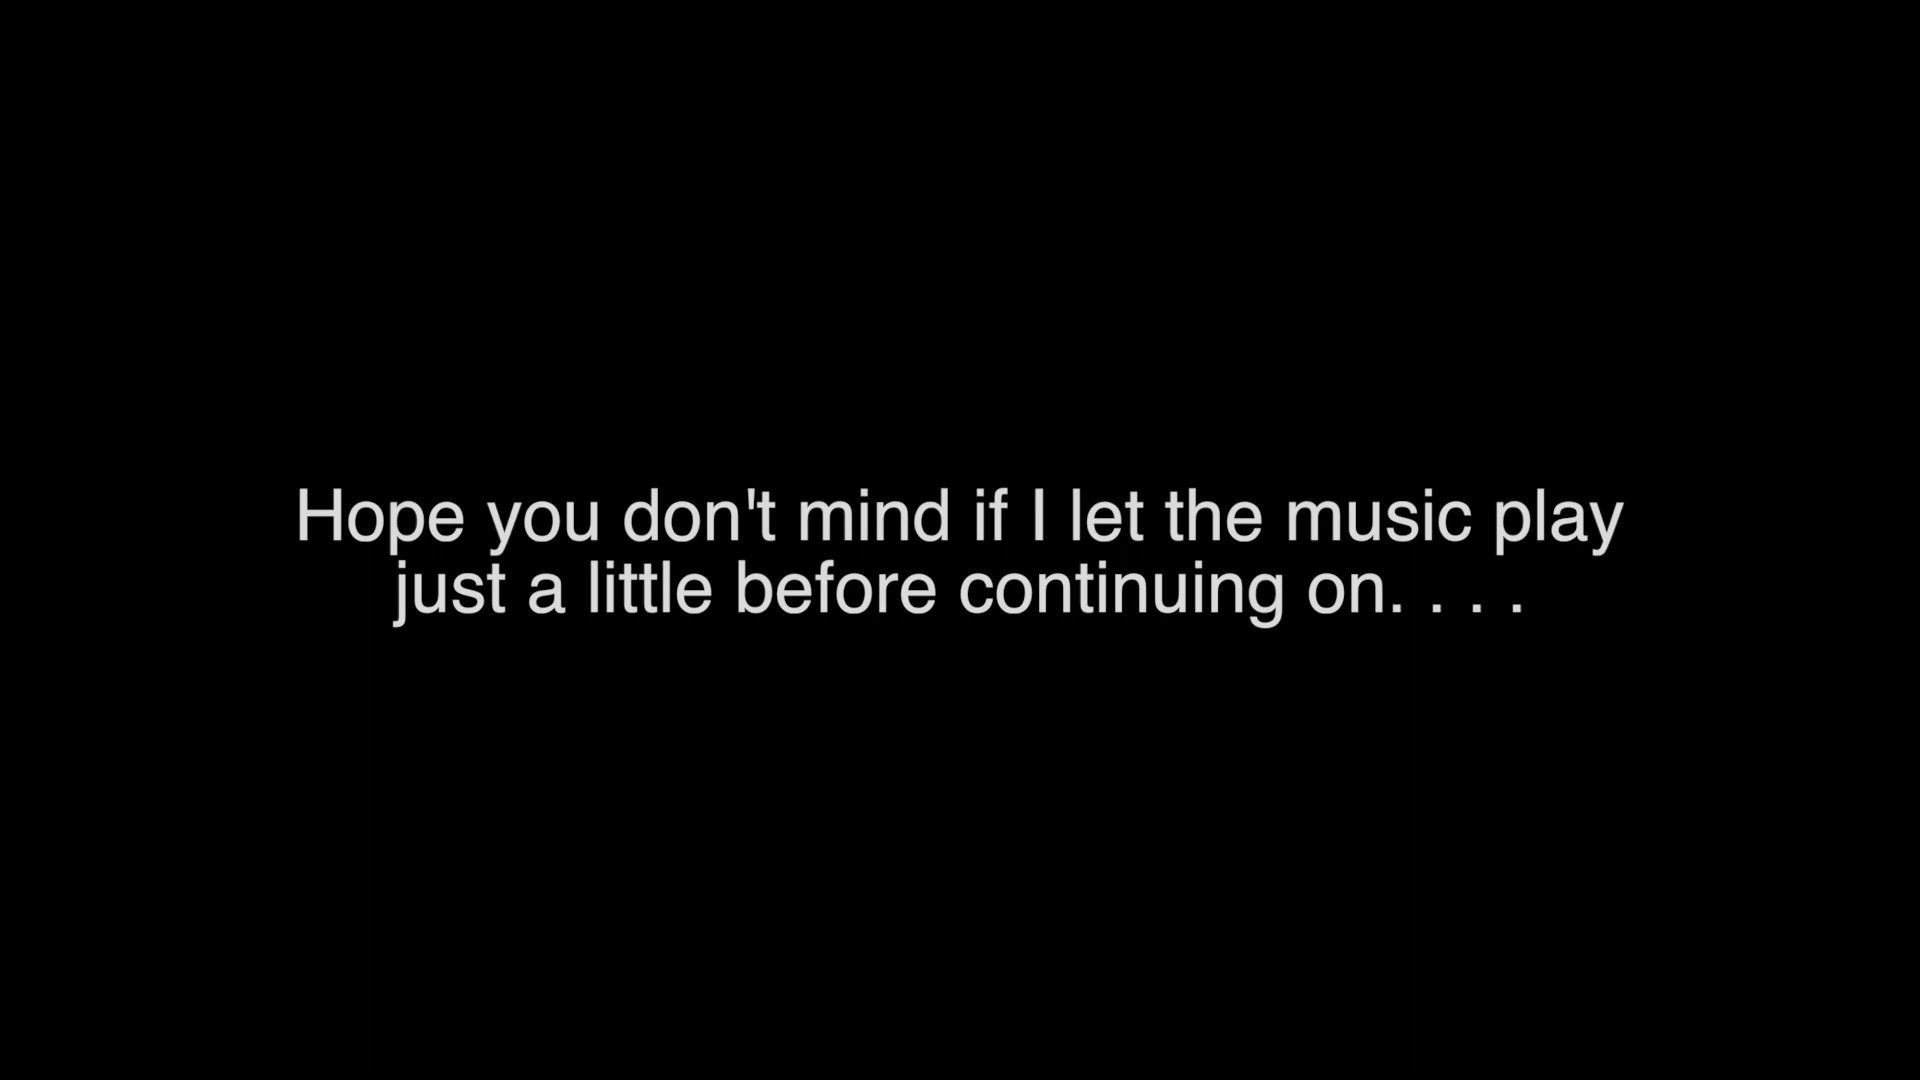 Hope you don't mind if I let the music play
just a little before continuing on. . . .